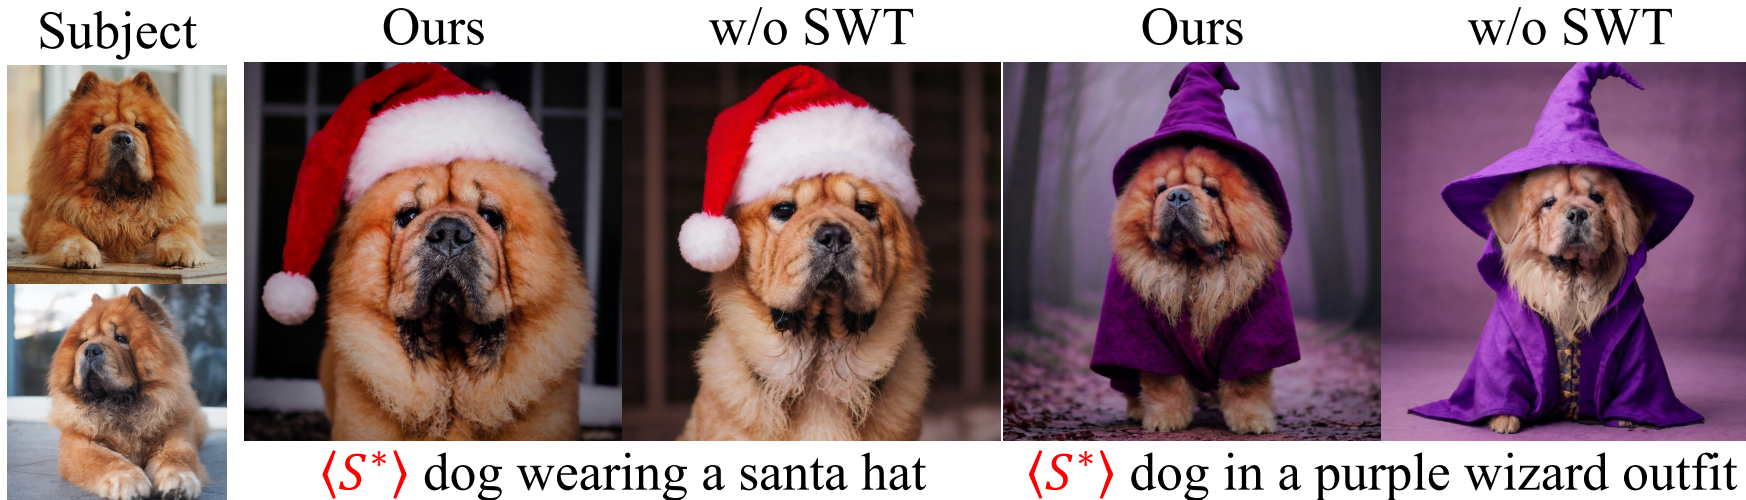 Subject
Ours
w/o SWT
Ours
w/o SWT
⟨S*⟩ dog wearing a santa hat
⟨S*⟩ dog in a purple wizard outfit